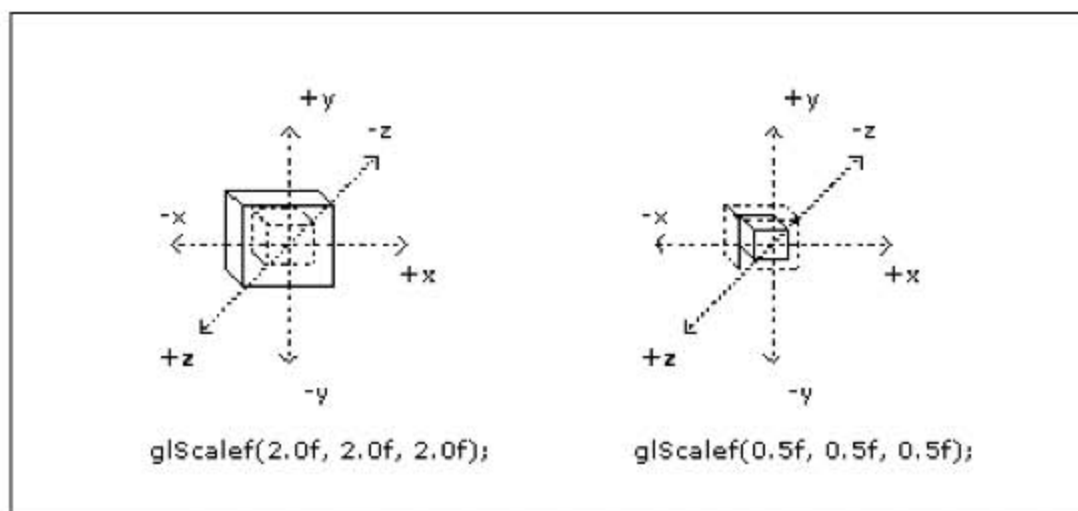 +y
-z
-x
+x
+z
-y
glScalef(2.0f, 2.0f, 2.0f);
+y
-z
-x
+x
+z
-y
glScalef(0.5f, 0.5f, 0.5f);